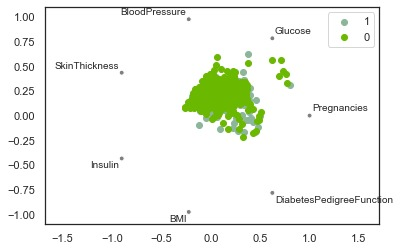 1.00
BloodPressure
1
0
Glucose
0.75
0.50
SkinThickness
0.25
0.00
Pregnancies
-0.25
Insulin
-0.50
-0.75
DiabetesPedigreeFunction
-1.00
BMI
-1.5 -1.0 -0.5 0.0 0.5 1.0 1.5